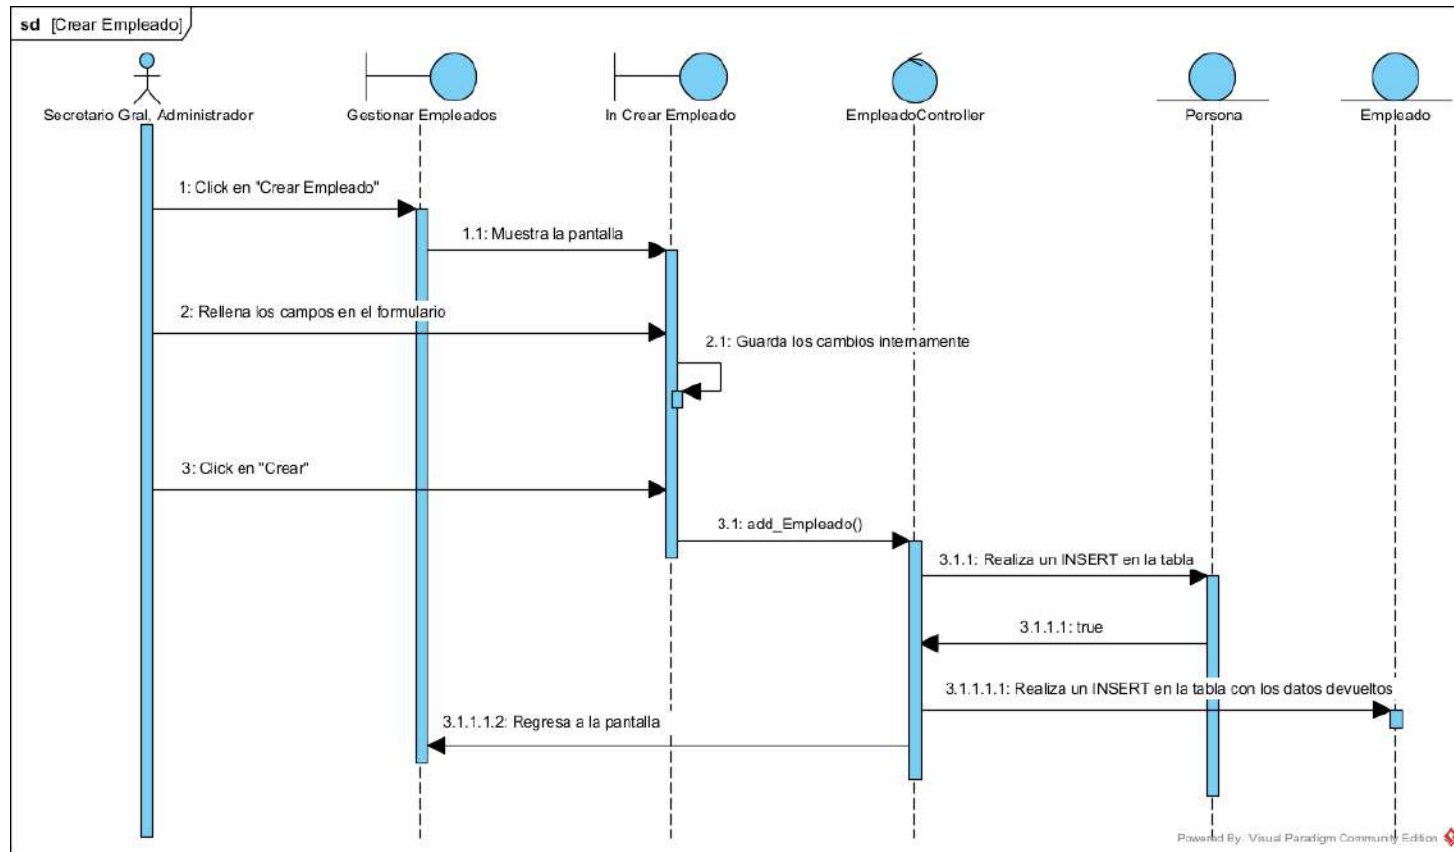 sd [Crear Empleado]
Secretario Gral, Administrador
Gestionar Empleados
In Crear Empleado
EmpleadoController
Persona
Empleado
1: Click en "Crear Empleado"
1.1: Muestra la pantalla
2: Rellena los campos en el formulario
2.1: Guarda los cambios internamente
3: Click en "Crear"
3.1: add_Empleado()
3.1.1: Realiza un INSERT en la tabla
3.1.1.1: true
3.1.1.1.1: Realiza un INSERT en la tabla con los datos devueltos
3.1.1.1.2: Regresa a la pantalla
Powered By: Visual Paradigm Community Edition